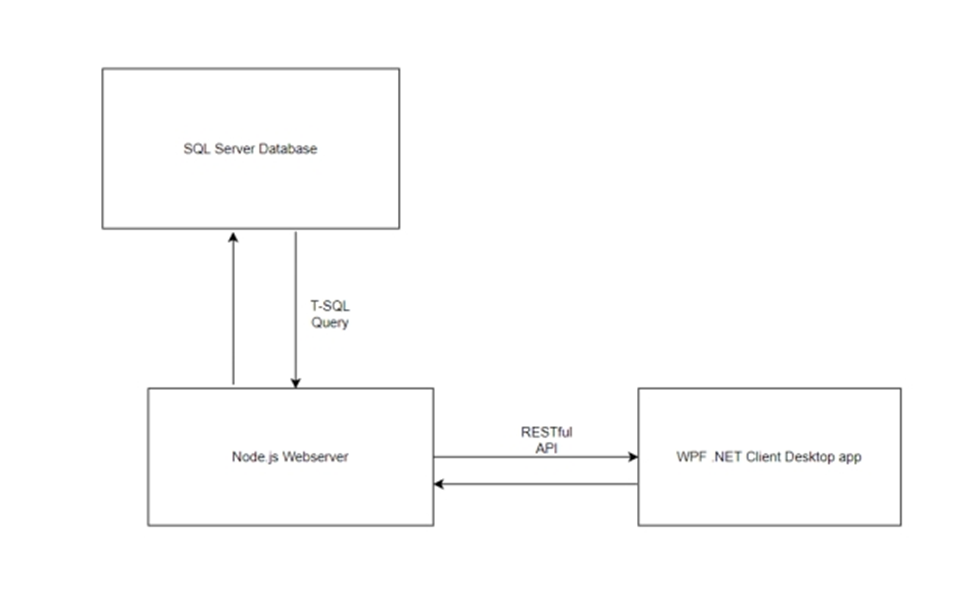 SQL Server Database
T-SQL
Query
RESTful
API
Node.js Webserver
WPF .NET Client Desktop app